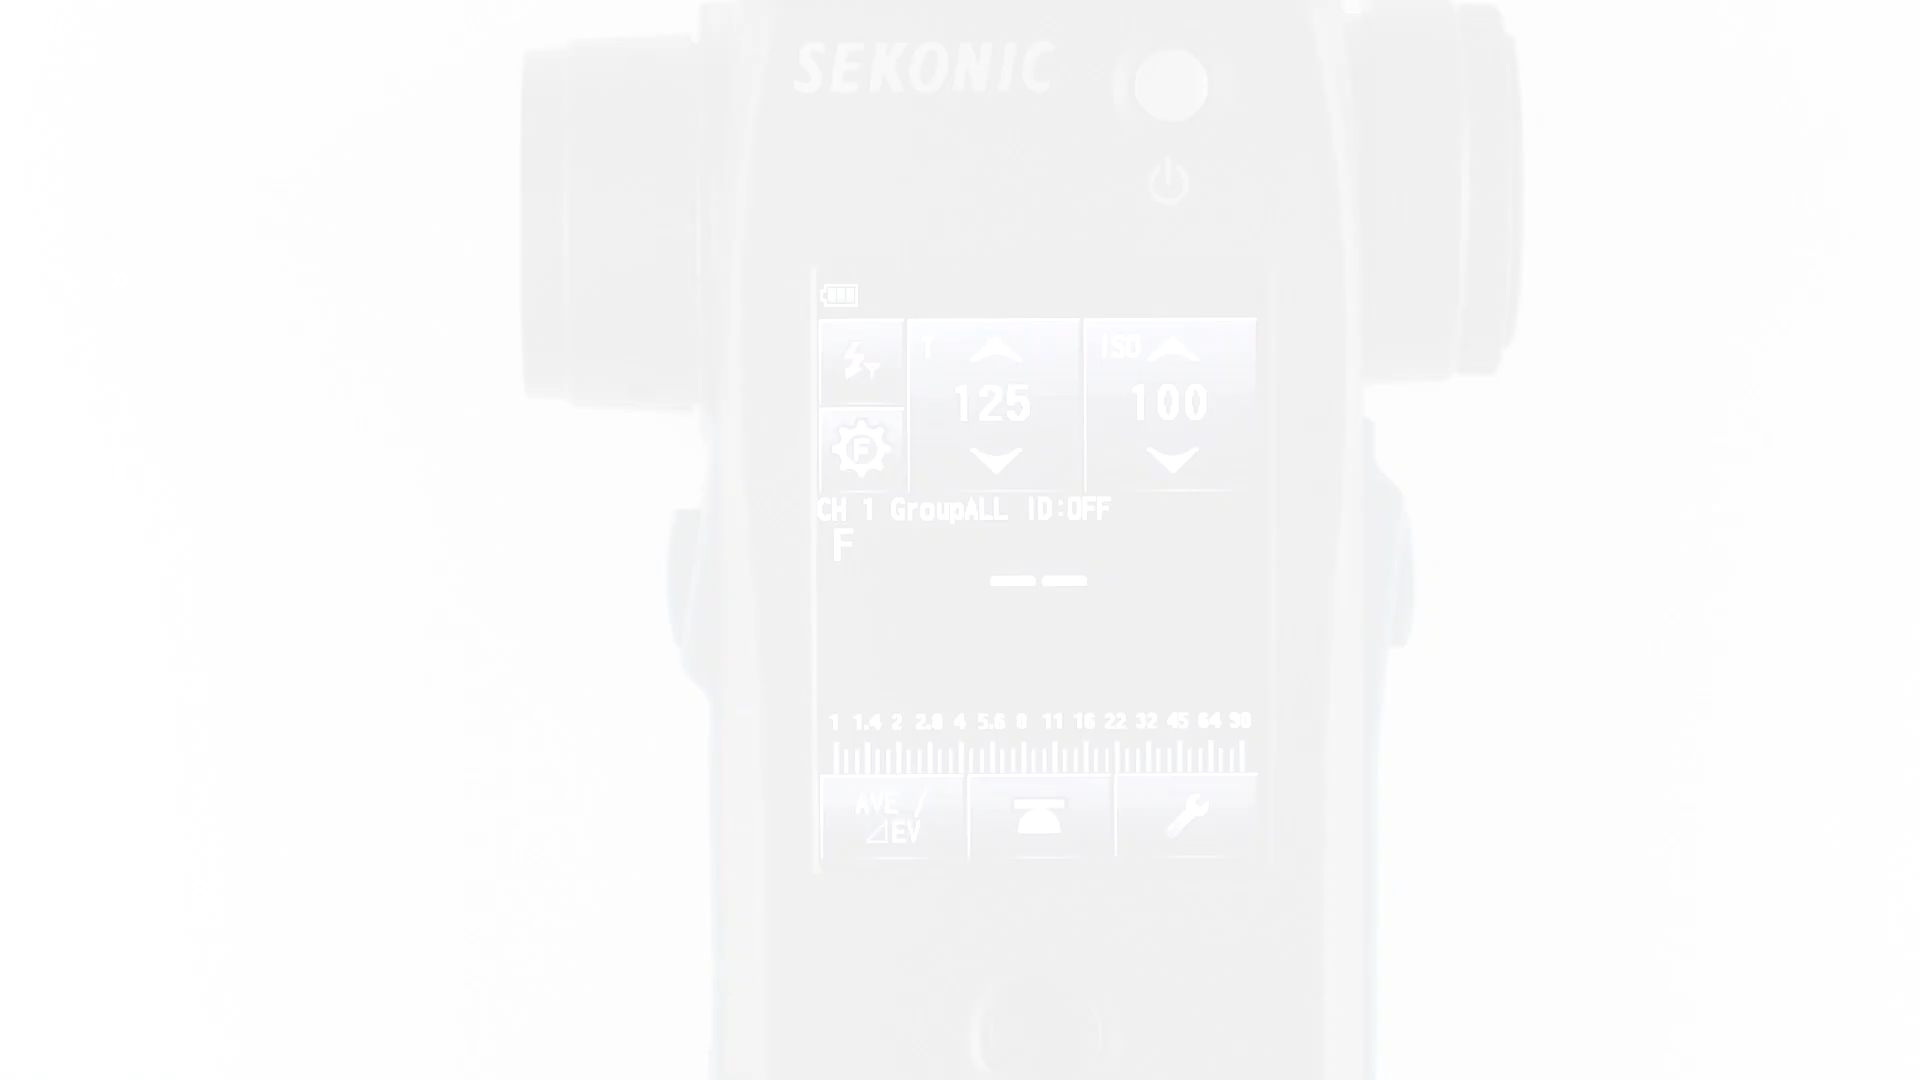 SEKONIC
T ISO
125 100
F
CH 1 GroupALL ID:OFF
F
1 1.4 2 2.8 4 5.6 8 11 16 22 32 45 64 90
AVE /
⊿EV